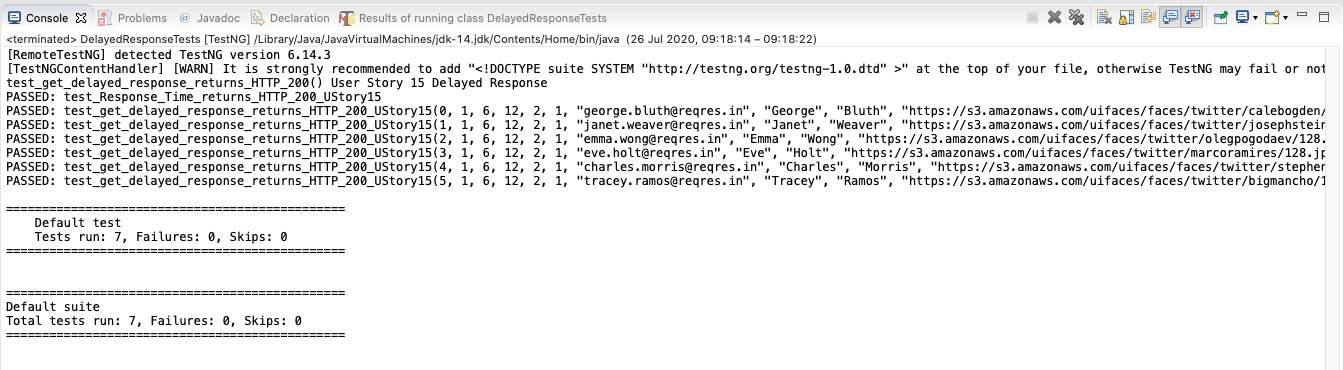 Console Problems Javadoc Declaration Results of running class DelayedResponseTests
<terminated> DelayedResponseTests [TestNG] /Library/Java/JavaVirtualMachines/jdk-14.jdk/Contents/Home/bin/java (26 Jul 2020, 09:18:14 – 09:18:22)
[RemoteTestNG] detected TestNG version 6.14.3
[TestNGContentHandler] [WARN] It is strongly recommended to add "<!DOCTYPE suite SYSTEM "http://testng.org/testng-1.0.dtd" >" at the top of your file, otherwise TestNG may fail or not
test_get_delayed_response_returns_HTTP_200() User Story 15 Delayed Response
PASSED: test_Response_Time_returns_HTTP_200_UStory15
PASSED: test_get_delayed_response_returns_HTTP_200_UStory15(0, 1, 6, 12, 2, 1, "george.bluth@reqres.in", "George", "Bluth", "https://s3.amazonaws.com/uifaces/faces/twitter/calebogden/
PASSED: test_get_delayed_response_returns_HTTP_200_UStory15(1, 1, 6, 12, 2, 1, "janet.weaver@reqres.in", "Janet", "Weaver", "https://s3.amazonaws.com/uifaces/faces/twitter/josephstein
PASSED: test_get_delayed_response_returns_HTTP_200_UStory15(2, 1, 6, 12, 2, 1, "emma.wong@reqres.in", "Emma", "Wong", "https://s3.amazonaws.com/uifaces/faces/twitter/olegpogodaev/128.
PASSED: test_get_delayed_response_returns_HTTP_200_UStory15(3, 1, 6, 12, 2, 1, "eve.holt@reqres.in", "Eve", "Holt", "https://s3.amazonaws.com/uifaces/faces/twitter/marcoramires/128.jp
PASSED: test_get_delayed_response_returns_HTTP_200_UStory15(4, 1, 6, 12, 2, 1, "charles.morris@reqres.in", "Charles", "Morris", "https://s3.amazonaws.com/uifaces/faces/twitter/stephen
PASSED: test_get_delayed_response_returns_HTTP_200_UStory15(5, 1, 6, 12, 2, 1, "tracey.ramos@reqres.in", "Tracey", "Ramos", "https://s3.amazonaws.com/uifaces/faces/twitter/bigmancho/1
===============================================
Default test
Tests run: 7, Failures: 0, Skips: 0
===============================================
===============================================
Default suite
Total tests run: 7, Failures: 0, Skips: 0
===============================================